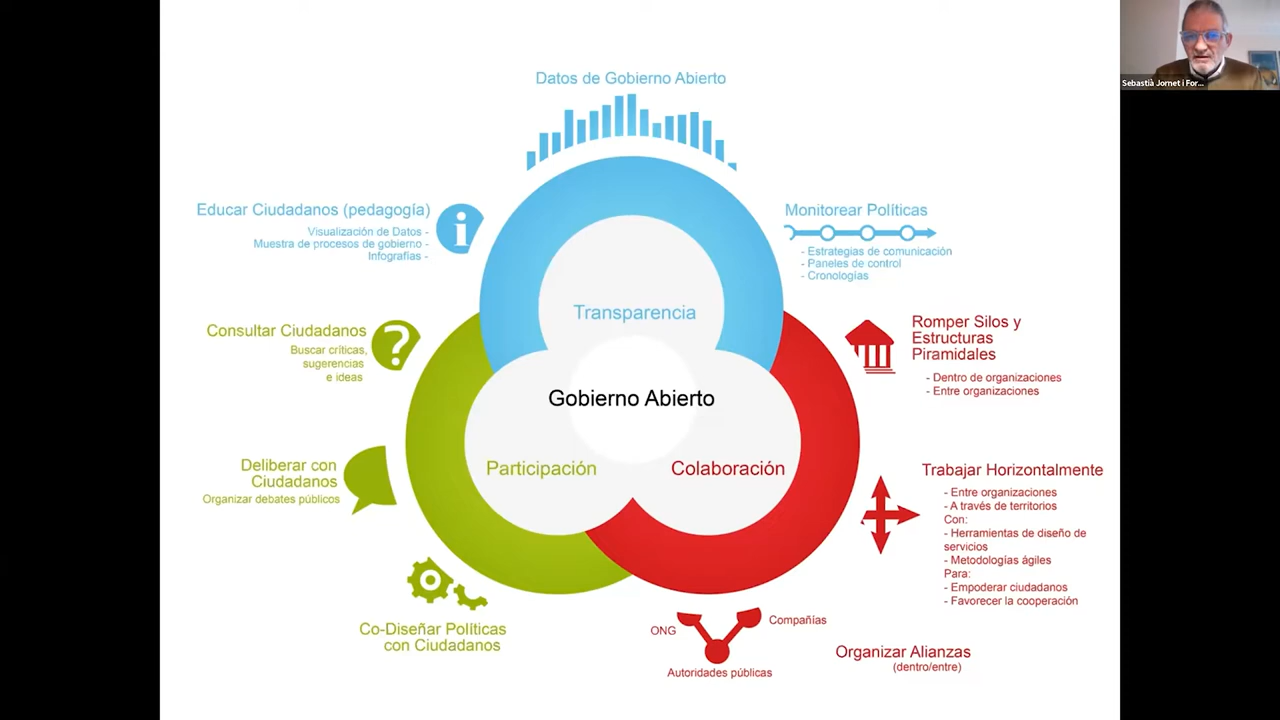 Sebastià Jornet i For...
Datos de Gobierno Abierto
Educar Ciudadanos (pedagogía)
Visualización de Datos -
Muestra de procesos de gobierno -
Infografías -
Monitorear Políticas
- Estrategias de comunicación
- Paneles de control
- Cronologías
Transparencia
Consultar Ciudadanos
Buscar críticas,
sugerencias
e ideas
Romper Silos y
Estructuras
Piramidales
- Dentro de organizaciones
- Entre organizaciones
Gobierno Abierto
Participación
Colaboración
Deliberar con
Ciudadanos
Organizar debates públicos
Trabajar Horizontalmente
- Entre organizaciones
- A través de territorios
Con:
- Herramientas de diseño de
servicios
- Metodologías ágiles
Para:
- Empoderar ciudadanos
- Favorecer la cooperación
Co-Diseñar Políticas
con Ciudadanos
ONG
Compañías
Autoridades públicas
Organizar Alianzas
(dentro/entre)